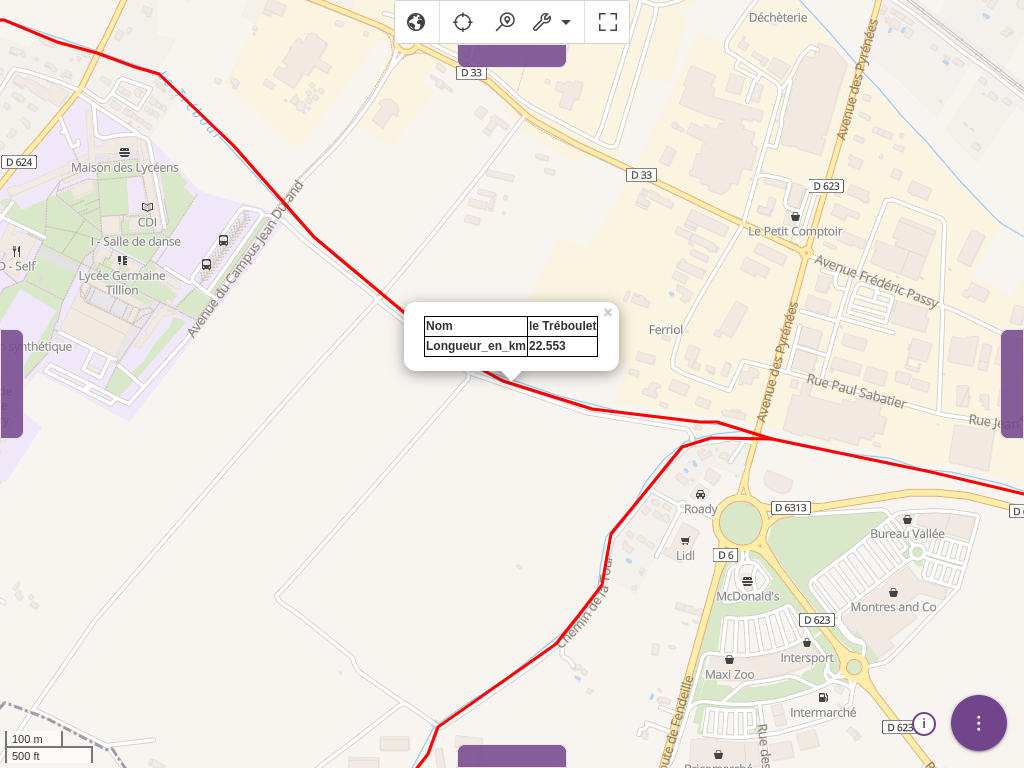 Déchèterie
D 33
Avenue des Pyrénées
D 624
Maison des Lycéens
D 33
D 623
CDI
Le Petit Comptoir
I - Salle de danse
D - Self
Lycée Germaine
Tillion
Avenue du Campus Jean Durand
Avenue Frédéric Passy
Nom
le Tréboulet
Longueur_en_km
22.553
×
Ferriol
synthétique
Avenue des Pyrénées
Rue Paul Sabatier
Rue Jean
Roady
D 6313
Lidl
D 6
Bureau Vallée
McDonald's
Montres and Co
Chemin de la Tour
D 623
Intersport
Maxi Zoo
Intermarché
Route de Fendeille
D 623
i
Rue des
Bricomarché
100 m
500 ft